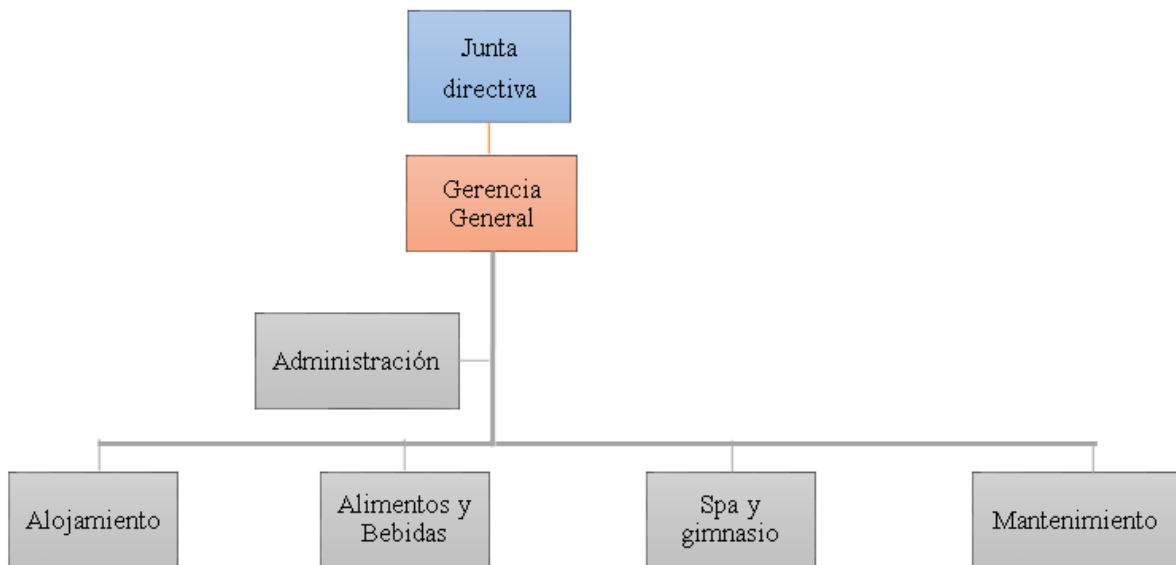 Junta
directiva
Gerencia
General
Administración
Alojamiento
Alimentos y
Bebidas
Spa y
gimnasio
Mantenimiento